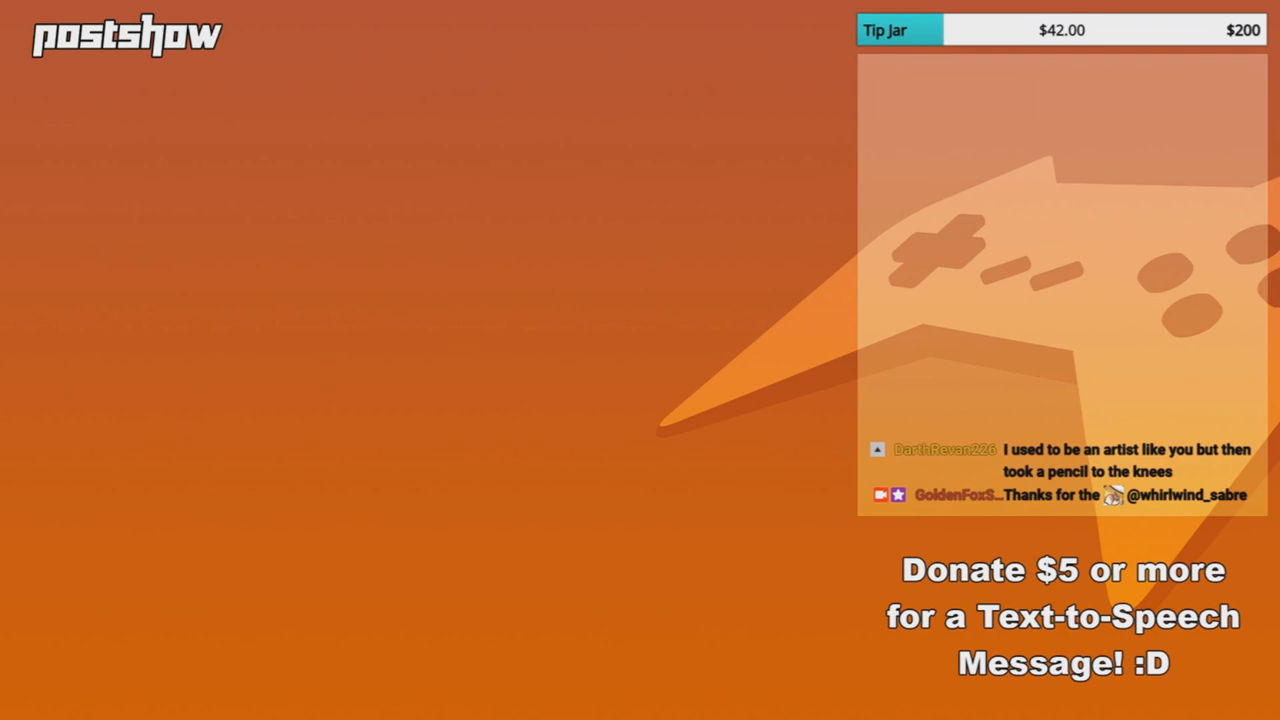 postshow
Tip Jar $42.00 $200
DarthRevan226 I used to be an artist like you but then
took a pencil to the knees
GoldenFoxS... Thanks for the @whirlwind_sabre
Donate $5 or more
for a Text-to-Speech
Message! :D